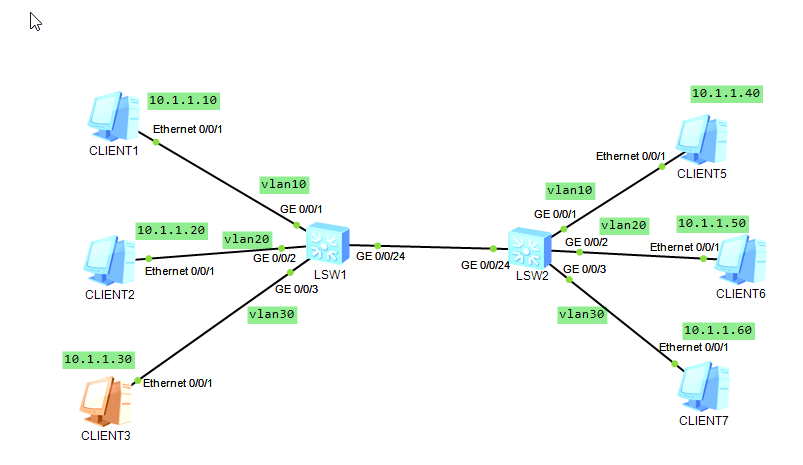 10.1.1.10
Ethernet 0/0/1
CLIENT1
vlan10
GE 0/0/1
10.1.1.20
vlan20
GE 0/0/2
Ethernet 0/0/1
CLIENT2
GE 0/0/3
vlan30
10.1.1.30
Ethernet 0/0/1
CLIENT3
LSW1
GE 0/0/24
GE 0/0/24
LSW2
10.1.1.40
Ethernet 0/0/1
CLIENT5
vlan10
GE 0/0/1
10.1.1.50
vlan20
GE 0/0/2
Ethernet 0/0/1
CLIENT6
GE 0/0/3
vlan30
10.1.1.60
Ethernet 0/0/1
CLIENT7